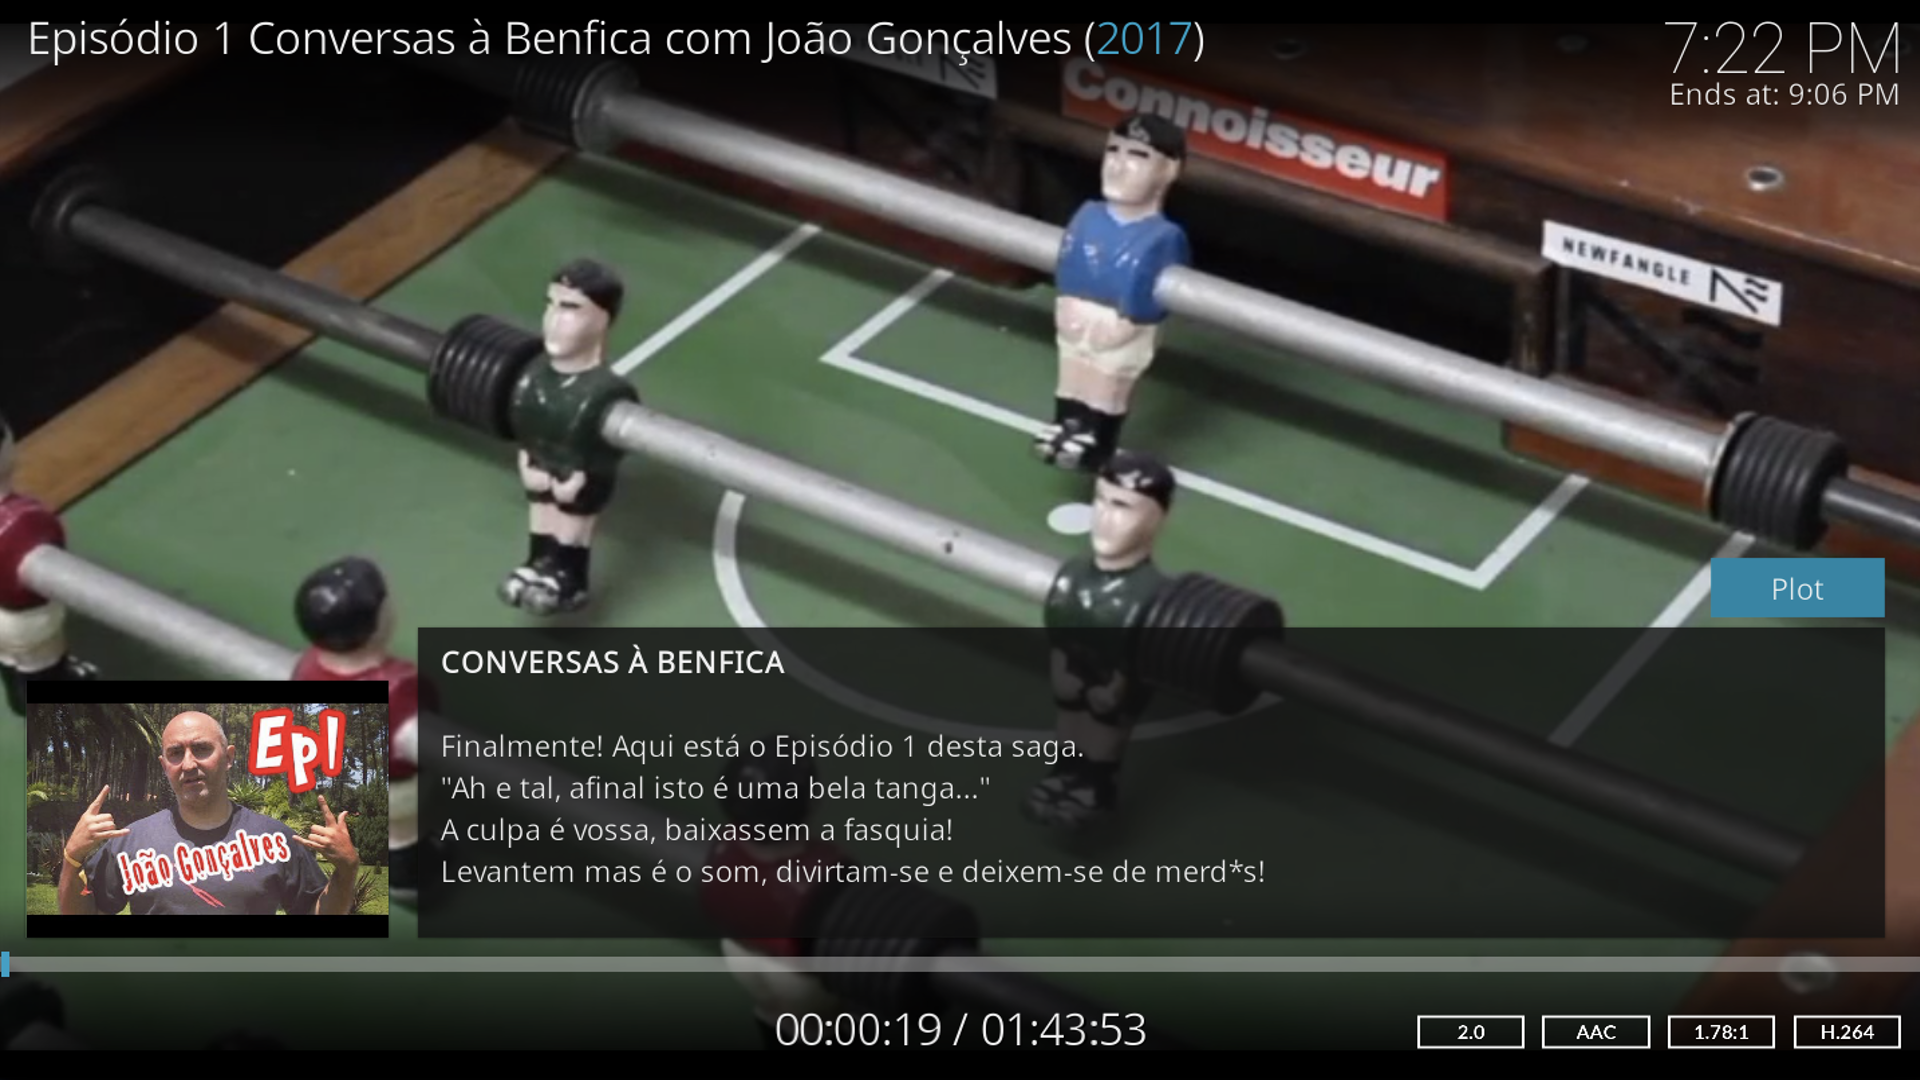 Episódio 1 Conversas à Benfica com João Gonçalves (2017)
7:22 PM
Ends at: 9:06 PM
Connoisseur
NEWFANGLE
Plot
CONVERSAS À BENFICA
Finalmente! Aqui está o Episódio 1 desta saga.
"Ah e tal, afinal isto é uma bela tanga..."
A culpa é vossa, baixassem a fasquia!
Levantem mas é o som, divirtam-se e deixem-se de merd*s!
Ep1
João Gonçalves
00:00:19 / 01:43:53
2.0
AAC
1.78:1
H.264